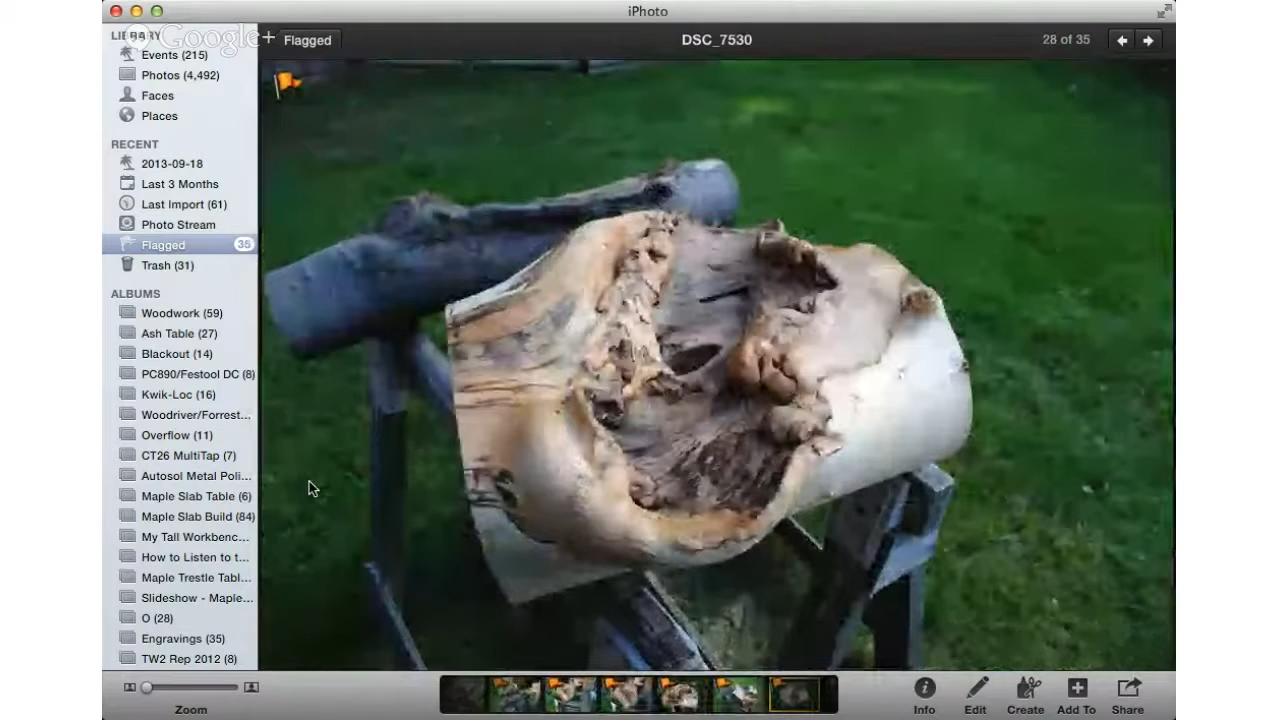 iPhoto
LIBRARY
Google+
Flagged
DSC_7530
28 of 35
Events (215)
Photos (4,492)
Faces
Places
RECENT
2013-09-18
Last 3 Months
Last Import (61)
Photo Stream
Flagged 35
Trash (31)
ALBUMS
Woodwork (59)
Ash Table (27)
Blackout (14)
PC890/Festool DC (8)
Kwik-Loc (16)
Woodriver/Forrest...
Overflow (11)
CT26 MultiTap (7)
Autosol Metal Poli...
Maple Slab Table (6)
Maple Slab Build (84)
My Tall Workbenc...
How to Listen to t...
Maple Trestle Tabl...
Slideshow - Maple...
O (28)
Engravings (35)
TW2 Rep 2012 (8)
Zoom
Info
Edit
Create
Add To
Share